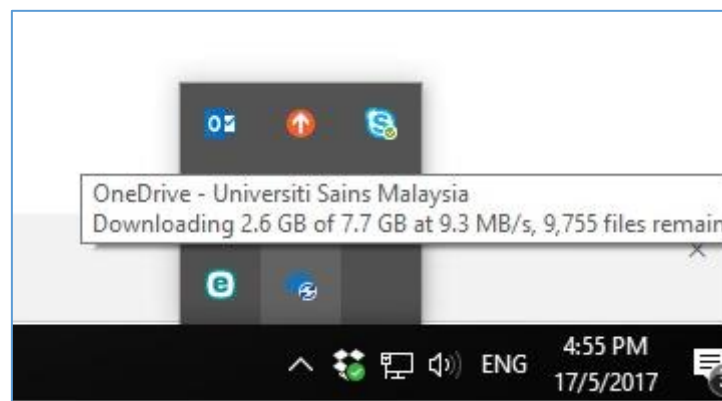 OneDrive - Universiti Sains Malaysia
Downloading 2.6 GB of 7.7 GB at 9.3 MB/s, 9,755 files remain
ENG
4:55 PM
17/5/2017